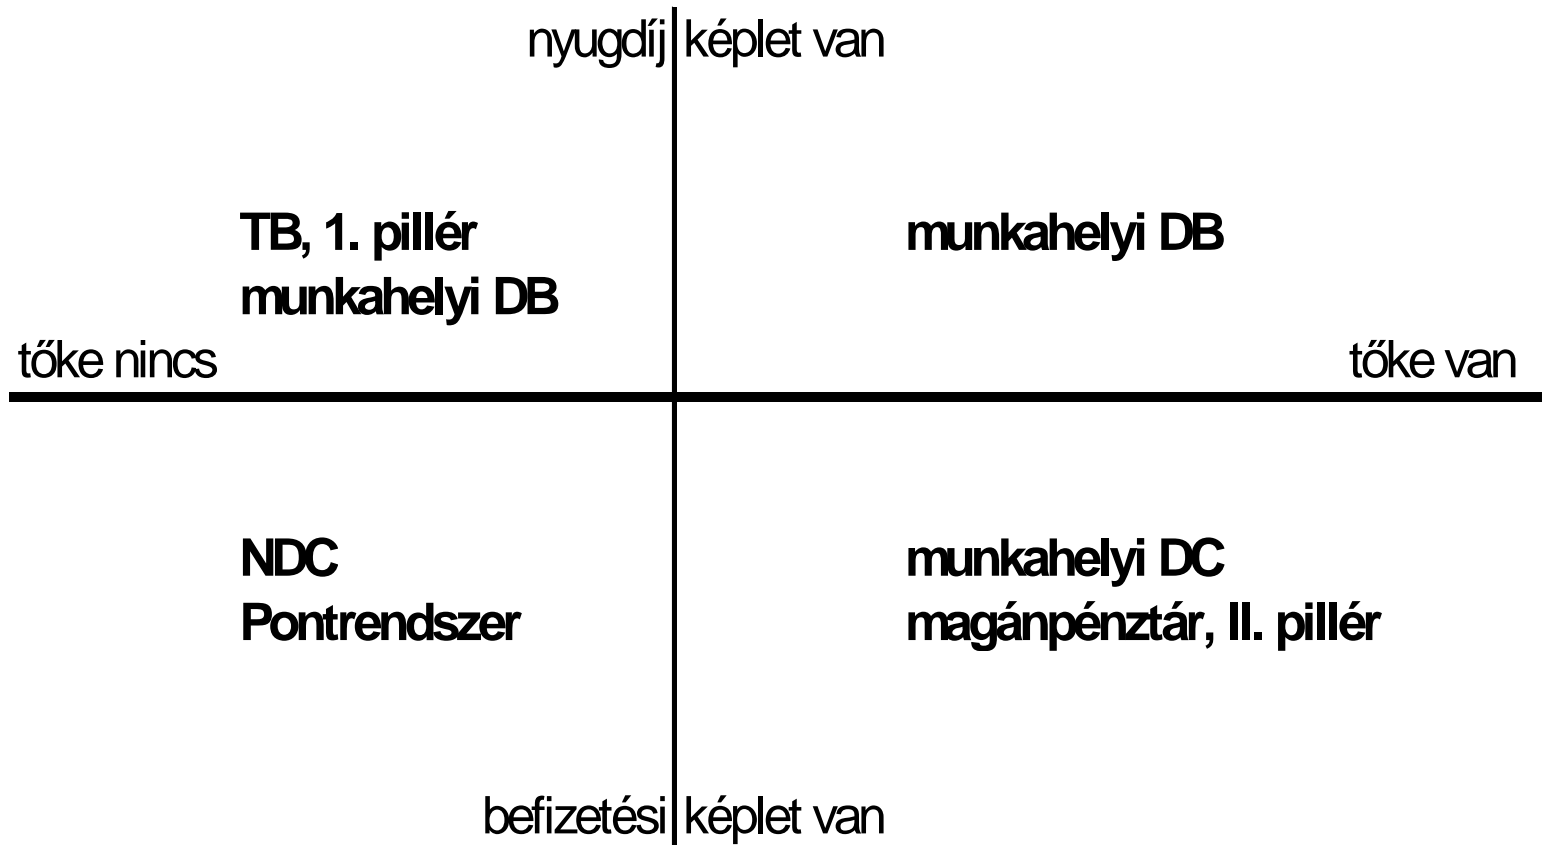 nyugdíj képlet van
TB, 1. pillér
munkahelyi DB
munkahelyi DB
tőke nincs
tőke van
NDC
Pontrendszer
munkahelyi DC
magánpénztár, II. pillér
befizetési képlet van